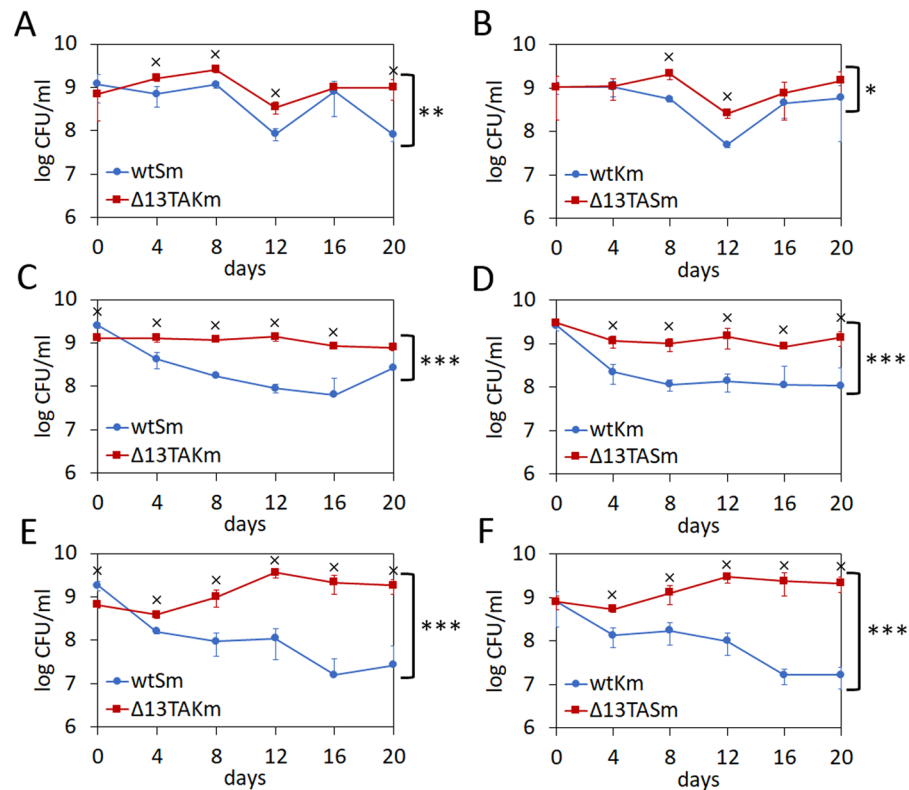 A
log CFU/ml
10
9
8
7
6
wtSm
Δ13TAKm
**
0 4 8 12 16 20
days
B
log CFU/ml
10
9
8
7
6
wtKm
Δ13TASm
*
0 4 8 12 16 20
days
C
log CFU/ml
10
9
8
7
6
wtSm
Δ13TAKm
***
0 4 8 12 16 20
days
D
log CFU/ml
10
9
8
7
6
wtKm
Δ13TASm
***
0 4 8 12 16 20
days
E
log CFU/ml
10
9
8
7
6
wtSm
Δ13TAKm
***
0 4 8 12 16 20
days
F
log CFU/ml
10
9
8
7
6
wtKm
Δ13TASm
***
0 4 8 12 16 20
days